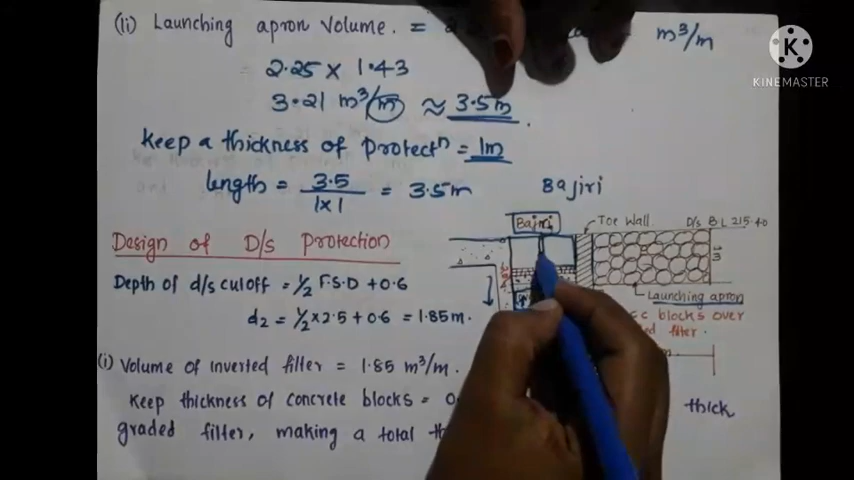 (ii) Launching apron volume. = m³/m
= 2.25 x 1.43
3.21 m³/m ≈ 3.5m
Keep a thickness of Protectⁿ = 1m
length = 3.5 / 1x1 = 3.5m
Bajiri
Bajiri
Toe Wall
D/s B.L 215.40
1m
Launching apron
cc blocks over
filter.
Design of D/s Protection
Depth of d/s cutoff = 1/2 F.S.D + 0.6
d₂ = 1/2 x 2.5 + 0.6 = 1.85m.
(i) Volume of inverted filter = 1.85 m³/m.
Keep thickness of concrete blocks = thick
graded filter, making a total
K
KINEMASTER